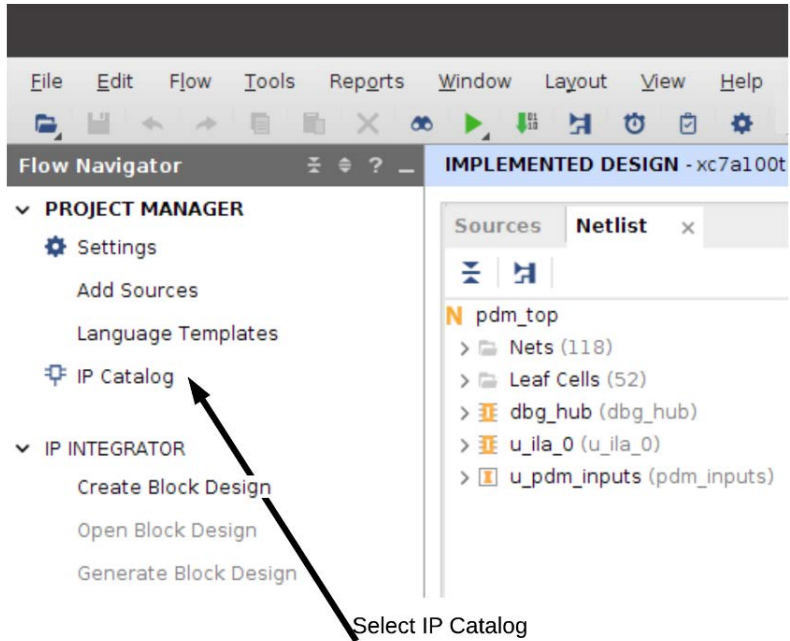 File Edit Flow Tools Reports Window Layout View Help
Flow Navigator ?
IMPLEMENTED DESIGN - xc7a100t
PROJECT MANAGER
Settings
Add Sources
Language Templates
IP Catalog
IP INTEGRATOR
Create Block Design
Open Block Design
Generate Block Design
Sources Netlist ×
N pdm_top
> Nets (118)
> Leaf Cells (52)
> dbg_hub (dbg_hub)
> u_ila_0 (u_ila_0)
> u_pdm_inputs (pdm_inputs)
Select IP Catalog